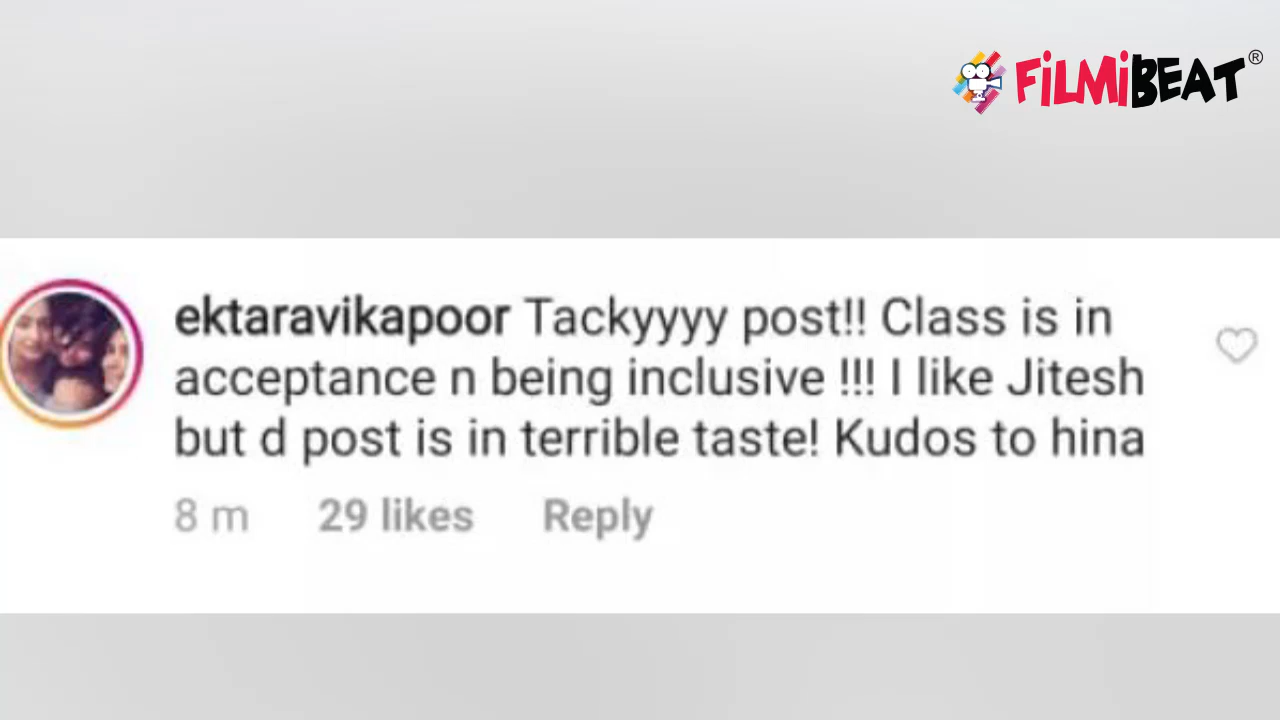 FiLMiBEAT®
ektaravikapoor Tackyyyy post!! Class is in
acceptance n being inclusive !!! I like Jitesh
but d post is in terrible taste! Kudos to hina
8 m 29 likes Reply